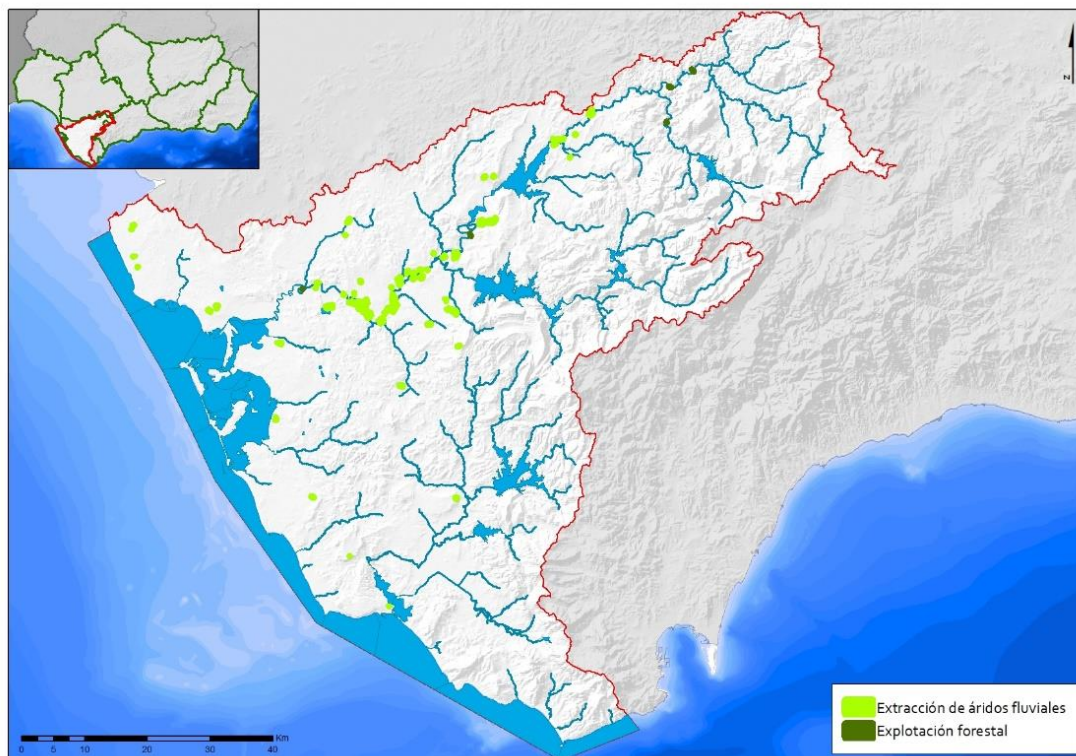 N
Extracción de áridos fluviales
Explotación forestal
0 5 10 20 30 40
Km